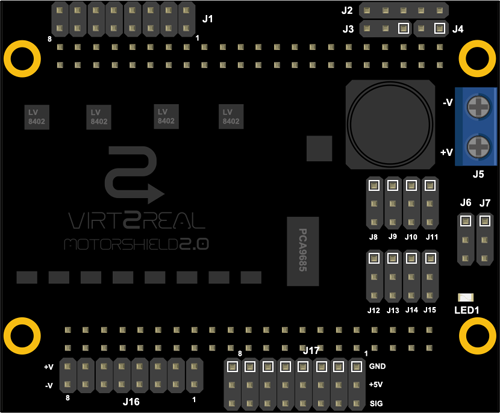 J1
J2
J3
J4
8
1
LV
8402
LV
8402
LV
8402
LV
8402
-V
+V
J5
VIRT2REAL
MOTORSHIELD2.0
PCA9685
J8
J9
J10
J11
J6
J7
J12
J13
J14
J15
LED1
J17
8
1
+V
-V
8
1
J16
GND
+5V
SIG